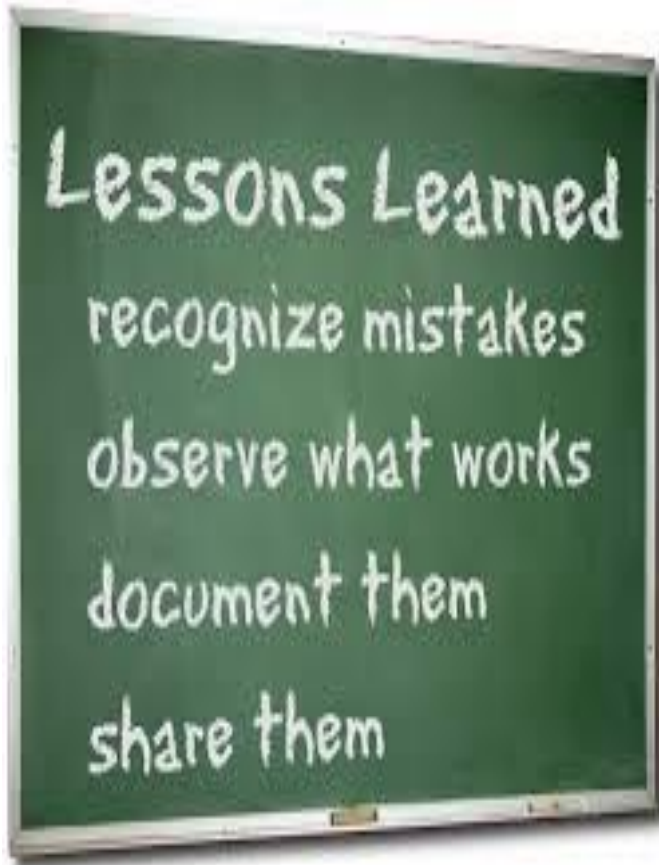 Lessons Learned
recognize mistakes
observe what works
document them
share them